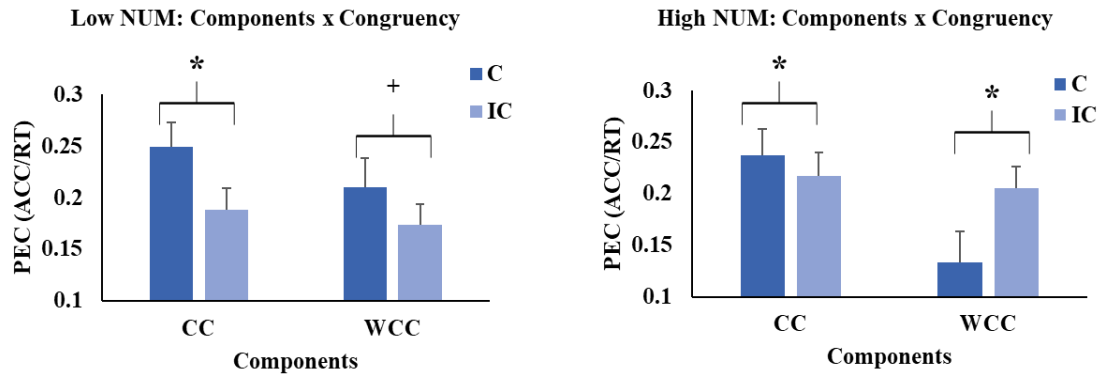 Low NUM: Components x Congruency
* +
C
IC
PEC (ACC/RT)
0.3
0.25
0.2
0.15
0.1
CC WCC
Components
High NUM: Components x Congruency
* *
C
IC
PEC (ACC/RT)
0.3
0.25
0.2
0.15
0.1
CC WCC
Components